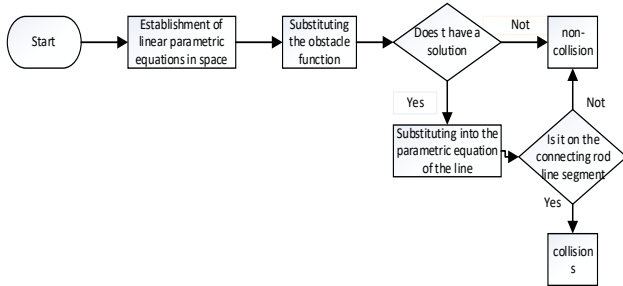 Start
Establishment of
linear parametric
equations in space
Substituting
the obstacle
function
Does t have a
solution
Not
non-
collision
Yes
Substituting into the
parametric equation
of the line
Not
Is it on the
connecting rod
line segment
Yes
collision
s